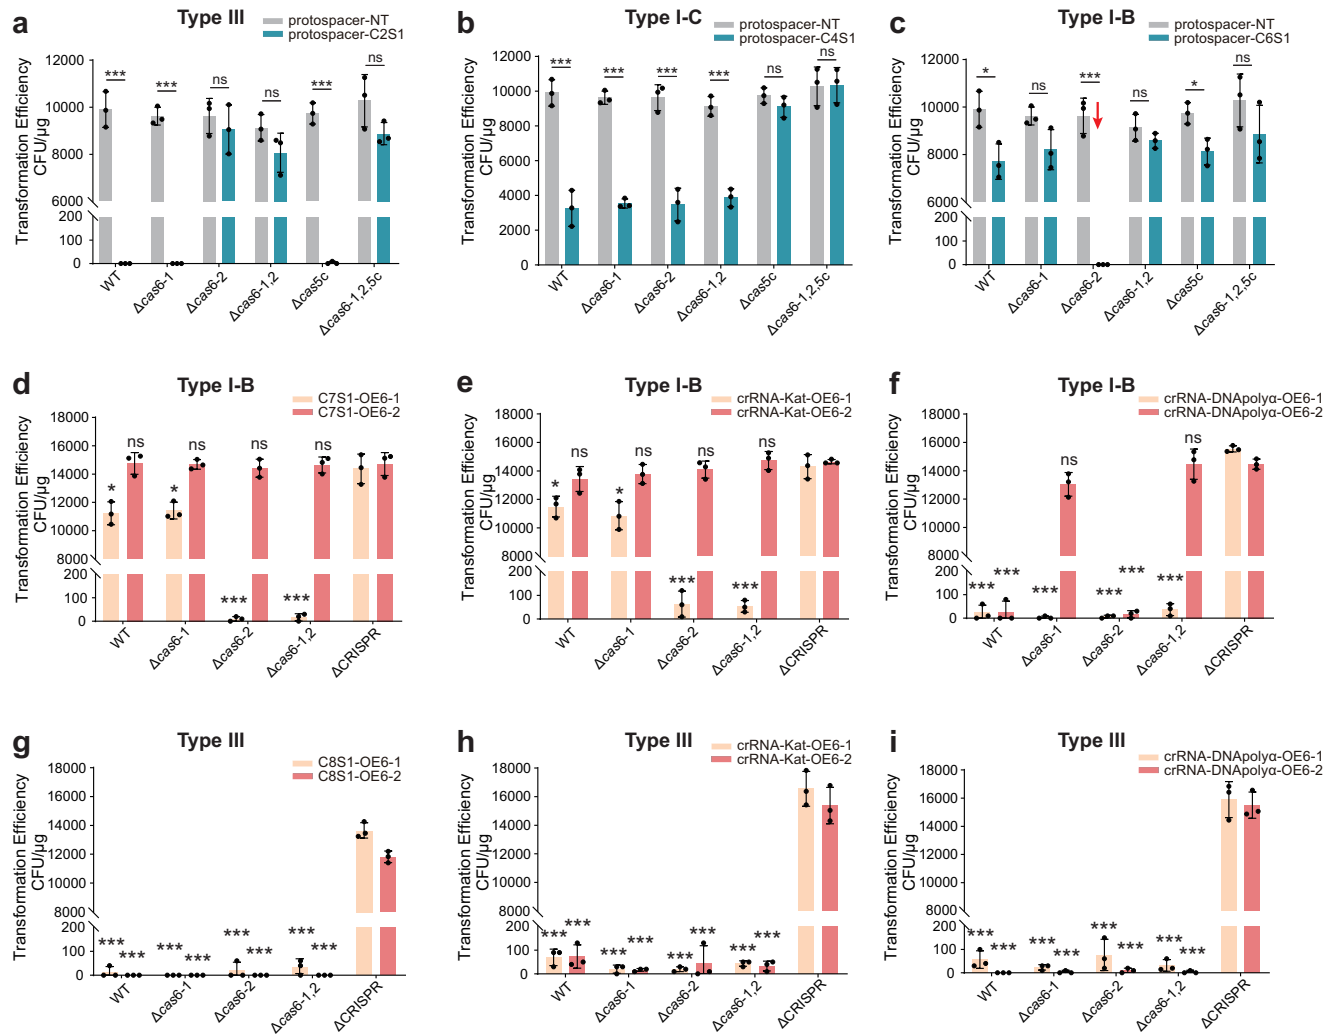 a
Type III
protospacer-NT
protospacer-C2S1
Transformation Efficiency
CFU/μg
12000
10000
8000
6000
200
100
0
***
***
ns
ns
***
ns
WT
Δcas6-1
Δcas6-2
Δcas6-1,2
Δcas5c
Δcas6-1,2,5c
b
Type I-C
protospacer-NT
protospacer-C4S1
Transformation Efficiency
CFU/μg
12000
10000
8000
6000
4000
2000
0
***
***
***
***
ns
ns
WT
Δcas6-1
Δcas6-2
Δcas6-1,2
Δcas5c
Δcas6-1,2,5c
c
Type I-B
protospacer-NT
protospacer-C6S1
Transformation Efficiency
CFU/μg
12000
10000
8000
6000
200
100
0
*
ns
***
ns
*
ns
WT
Δcas6-1
Δcas6-2
Δcas6-1,2
Δcas5c
Δcas6-1,2,5c
d
Type I-B
C7S1-OE6-1
C7S1-OE6-2
Transformation Efficiency
CFU/μg
18000
16000
14000
12000
10000
8000
200
100
0
*
ns
*
ns
***
ns
***
ns
WT
Δcas6-1
Δcas6-2
Δcas6-1,2
ΔCRISPR
e
Type I-B
crRNA-Kat-OE6-1
crRNA-Kat-OE6-2
Transformation Efficiency
CFU/μg
18000
16000
14000
12000
10000
8000
200
100
0
*
ns
*
ns
***
ns
***
ns
WT
Δcas6-1
Δcas6-2
Δcas6-1,2
ΔCRISPR
f
Type I-B
crRNA-DNApolyα-OE6-1
crRNA-DNApolyα-OE6-2
Transformation Efficiency
CFU/μg
18000
16000
14000
12000
10000
8000
200
100
0
***
***
***
ns
***
***
***
ns
WT
Δcas6-1
Δcas6-2
Δcas6-1,2
ΔCRISPR
g
Type III
C8S1-OE6-1
C8S1-OE6-2
Transformation Efficiency
CFU/μg
18000
16000
14000
12000
10000
8000
200
100
0
***
***
***
***
***
***
***
***
WT
Δcas6-1
Δcas6-2
Δcas6-1,2
ΔCRISPR
h
Type III
crRNA-Kat-OE6-1
crRNA-Kat-OE6-2
Transformation Efficiency
CFU/μg
18000
16000
14000
12000
10000
8000
200
100
0
***
***
***
***
***
***
***
***
WT
Δcas6-1
Δcas6-2
Δcas6-1,2
ΔCRISPR
i
Type III
crRNA-DNApolyα-OE6-1
crRNA-DNApolyα-OE6-2
Transformation Efficiency
CFU/μg
18000
16000
14000
12000
10000
8000
200
100
0
***
***
***
***
***
***
***
***
WT
Δcas6-1
Δcas6-2
Δcas6-1,2
ΔCRISPR